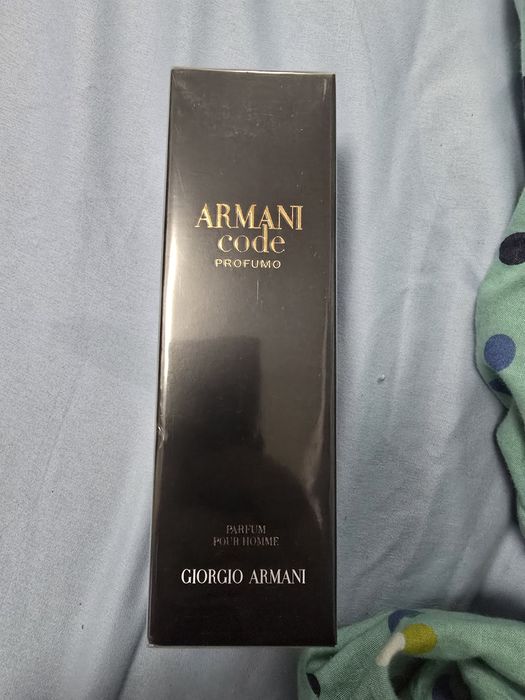 ARMANI
code
PROFUMO
PARFUM
POUR HOMME
GIORGIO ARMANI